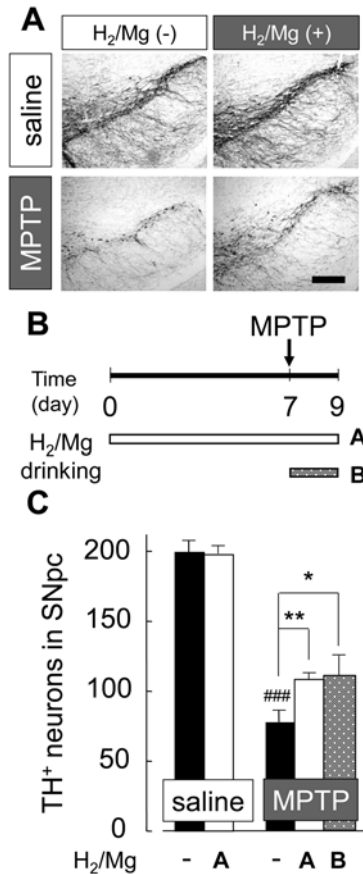 A
H₂/Mg (-) H₂/Mg (+)
saline
MPTP
B
MPTP
Time
(day)
0 7 9
H₂/Mg
drinking
A
B
C
TH⁺ neurons in SNpc
200
150
100
50
0
*
**
###
saline MPTP
H₂/Mg - A - A B